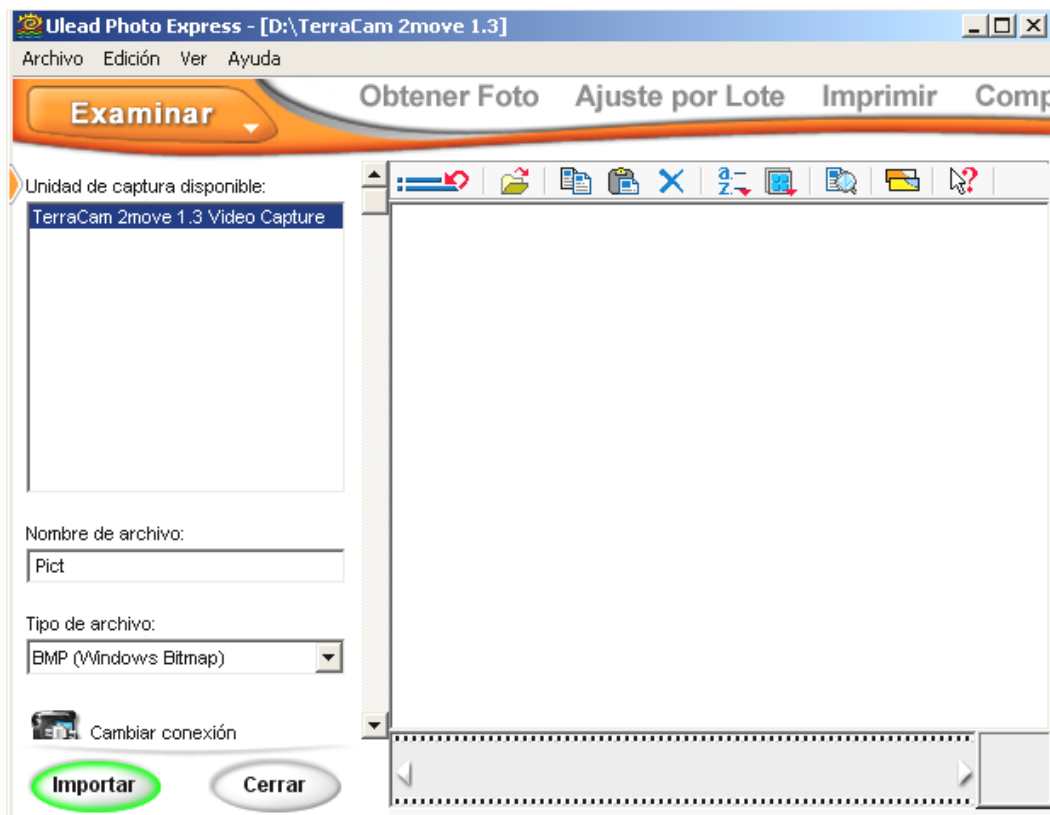 Ulead Photo Express - [D:\TerraCam 2move 1.3]
Archivo Edición Ver Ayuda
Examinar Obtener Foto Ajuste por Lote Imprimir Comp
Unidad de captura disponible:
TerraCam 2move 1.3 Video Capture
Nombre de archivo:
Pict
Tipo de archivo:
BMP (Windows Bitmap)
Cambiar conexión
Importar Cerrar